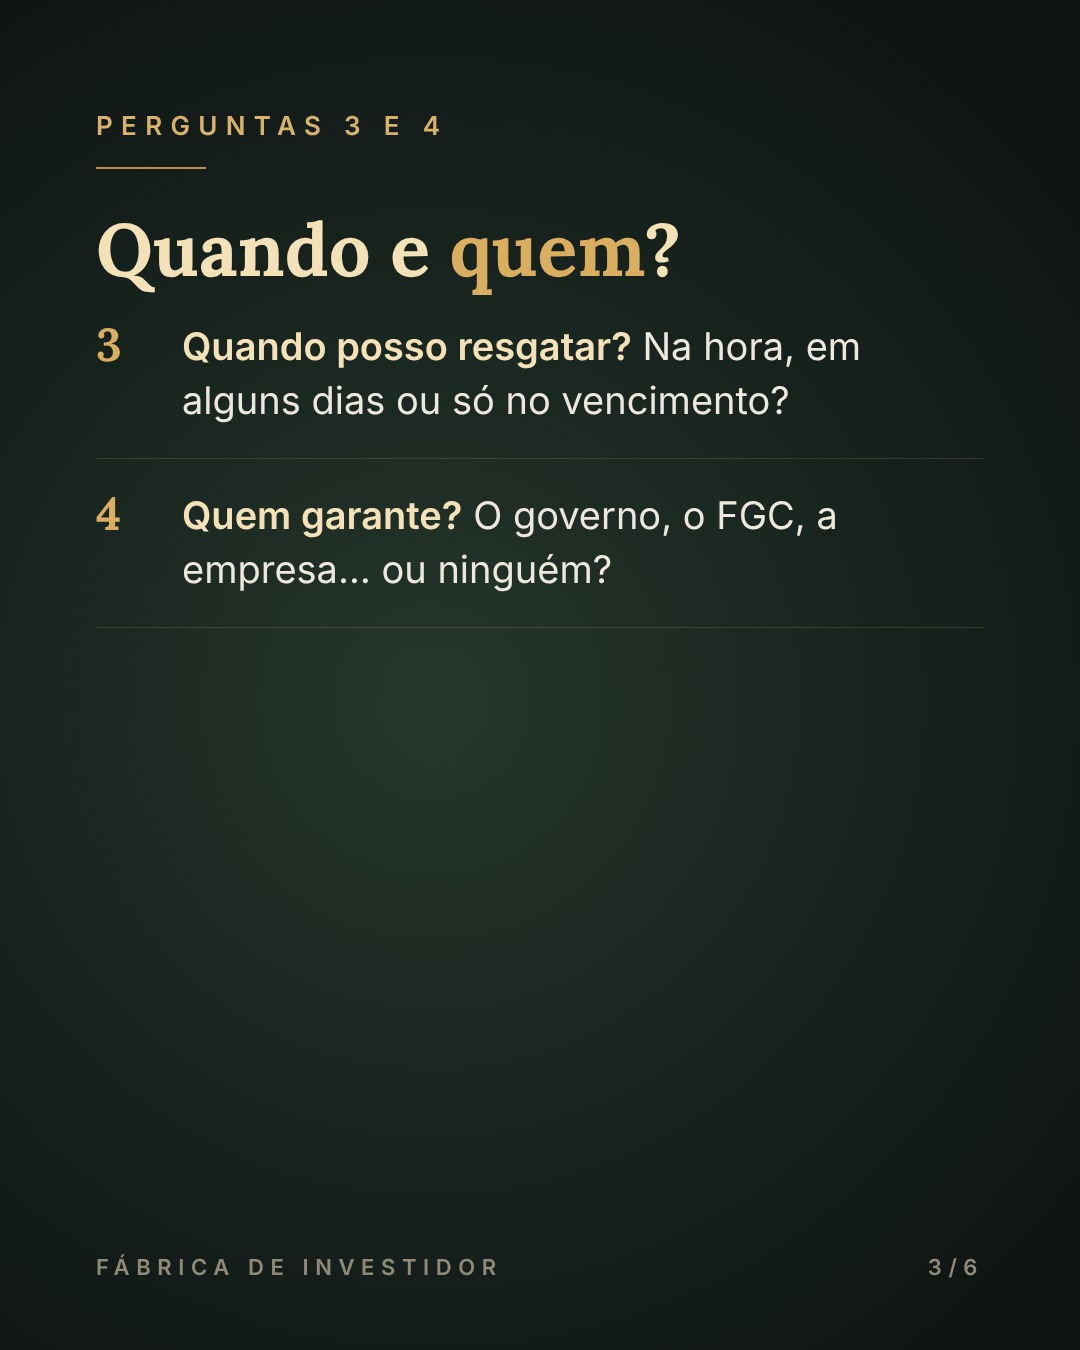 PERGUNTAS 3 E 4
Quando e quem?
3 Quando posso resgatar? Na hora, em
alguns dias ou só no vencimento?
4 Quem garante? O governo, o FGC, a
empresa... ou ninguém?
FÁBRICA DE INVESTIDOR 3/6